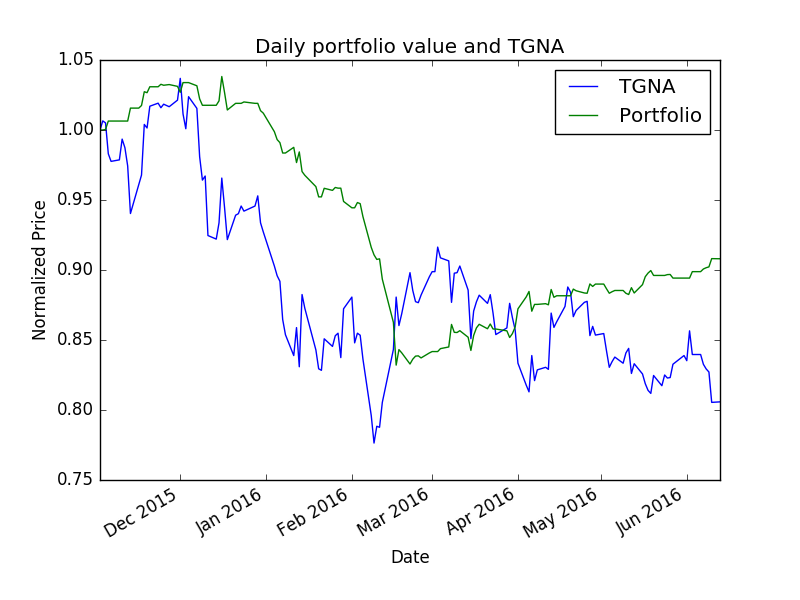 Daily portfolio value and TGNA
1.05
1.00
0.95
0.90
0.85
0.80
0.75
Normalized Price
TGNA
Portfolio
Dec 2015
Jan 2016
Feb 2016
Mar 2016
Apr 2016
May 2016
Jun 2016
Date